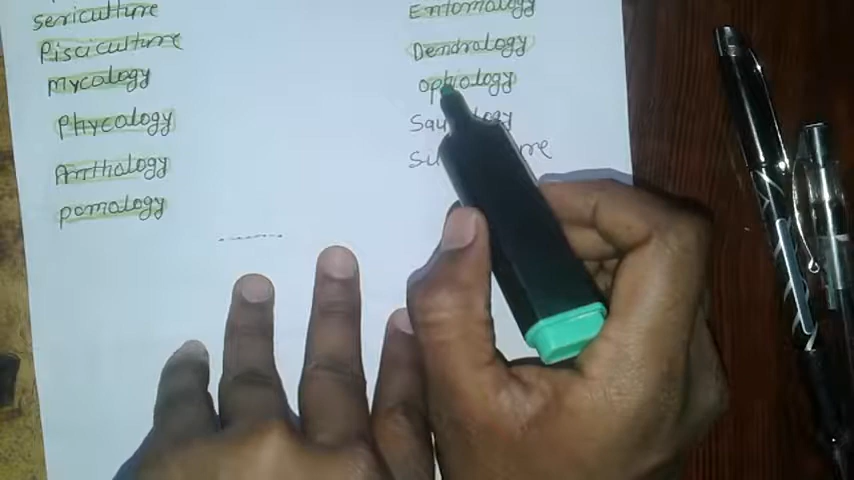 Sericulture
Pisciculture
Mycology
Phycology
Anthology
Pomology
Entomology
Dendrology
Ophiology